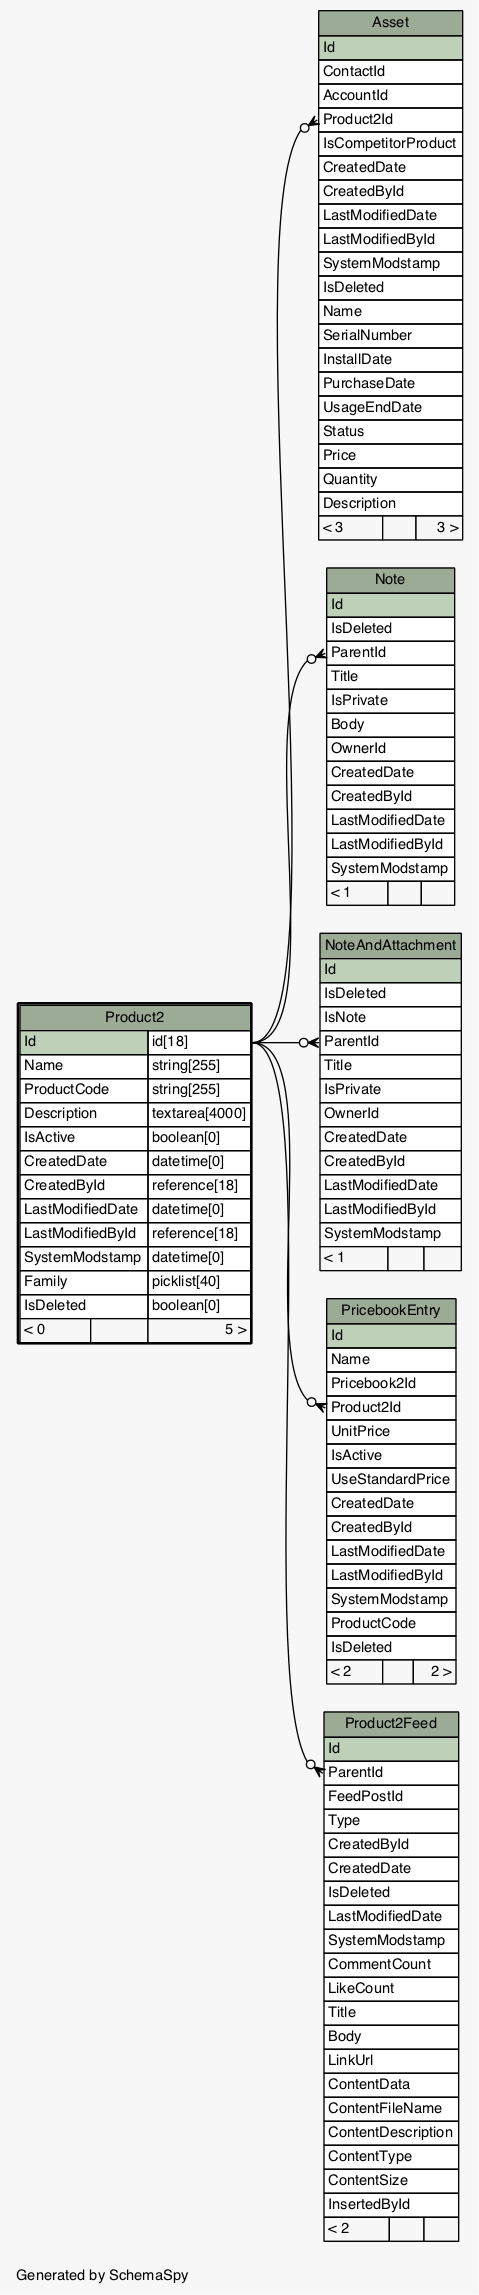 Asset
Id
ContactId
AccountId
Product2Id
IsCompetitorProduct
CreatedDate
CreatedById
LastModifiedDate
LastModifiedById
SystemModstamp
IsDeleted
Name
SerialNumber
InstallDate
PurchaseDate
UsageEndDate
Status
Price
Quantity
Description
< 3 3 >
Note
Id
IsDeleted
ParentId
Title
IsPrivate
Body
OwnerId
CreatedDate
CreatedById
LastModifiedDate
LastModifiedById
SystemModstamp
< 1
NoteAndAttachment
Id
IsDeleted
IsNote
ParentId
Title
IsPrivate
OwnerId
CreatedDate
CreatedById
LastModifiedDate
LastModifiedById
SystemModstamp
< 1
Product2
Id id[18]
Name string[255]
ProductCode string[255]
Description textarea[4000]
IsActive boolean[0]
CreatedDate datetime[0]
CreatedById reference[18]
LastModifiedDate datetime[0]
LastModifiedById reference[18]
SystemModstamp datetime[0]
Family picklist[40]
IsDeleted boolean[0]
< 0 5 >
PricebookEntry
Id
Name
Pricebook2Id
Product2Id
UnitPrice
IsActive
UseStandardPrice
CreatedDate
CreatedById
LastModifiedDate
LastModifiedById
SystemModstamp
ProductCode
IsDeleted
< 2 2 >
Product2Feed
Id
ParentId
FeedPostId
Type
CreatedById
CreatedDate
IsDeleted
LastModifiedDate
SystemModstamp
CommentCount
LikeCount
Title
Body
LinkUrl
ContentData
ContentFileName
ContentDescription
ContentType
ContentSize
InsertedById
< 2
Generated by SchemaSpy